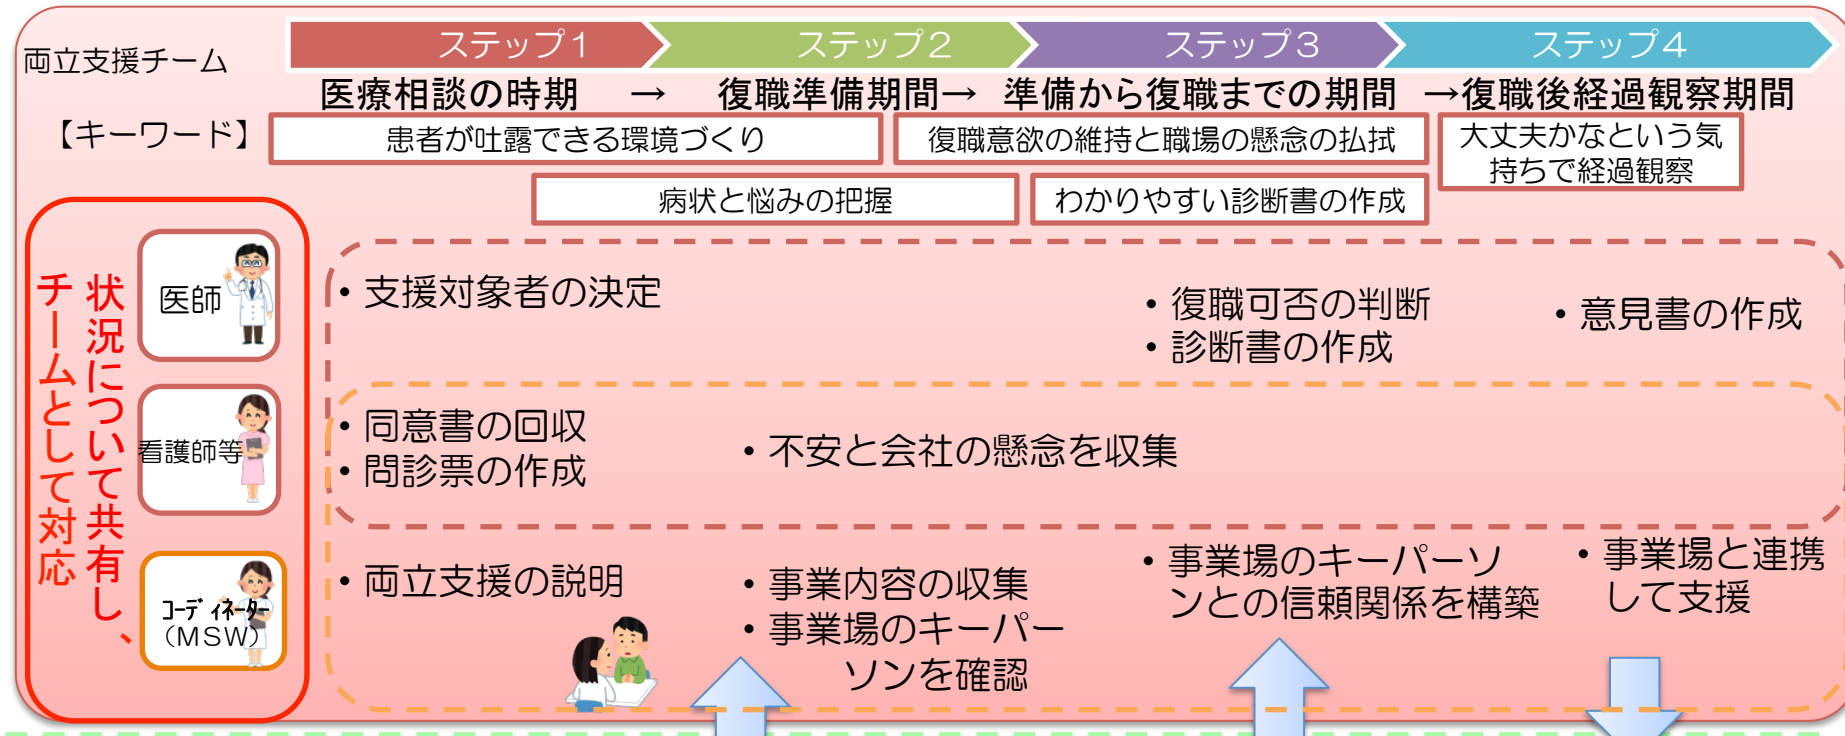 両立支援チーム
ステップ1
ステップ2
ステップ3
ステップ4
医療相談の時期 → 復職準備期間→ 準備から復職までの期間 →復職後経過観察期間
【キーワード】
患者が吐露できる環境づくり
復職意欲の維持と職場の懸念の払拭
大丈夫かなという気
持ちで経過観察
病状と悩みの把握
わかりやすい診断書の作成
状況について共有し、
チームとして対応
医師
・支援対象者の決定
・復職可否の判断
・診断書の作成
・意見書の作成
看護師等
・同意書の回収
・問診票の作成
・不安と会社の懸念を収集
コーディネーター
（MSW）
・両立支援の説明
・事業内容の収集
・事業場のキーパー
ソンを確認
・事業場のキーパーソ
ンとの信頼関係を構築
・事業場と連携
して支援